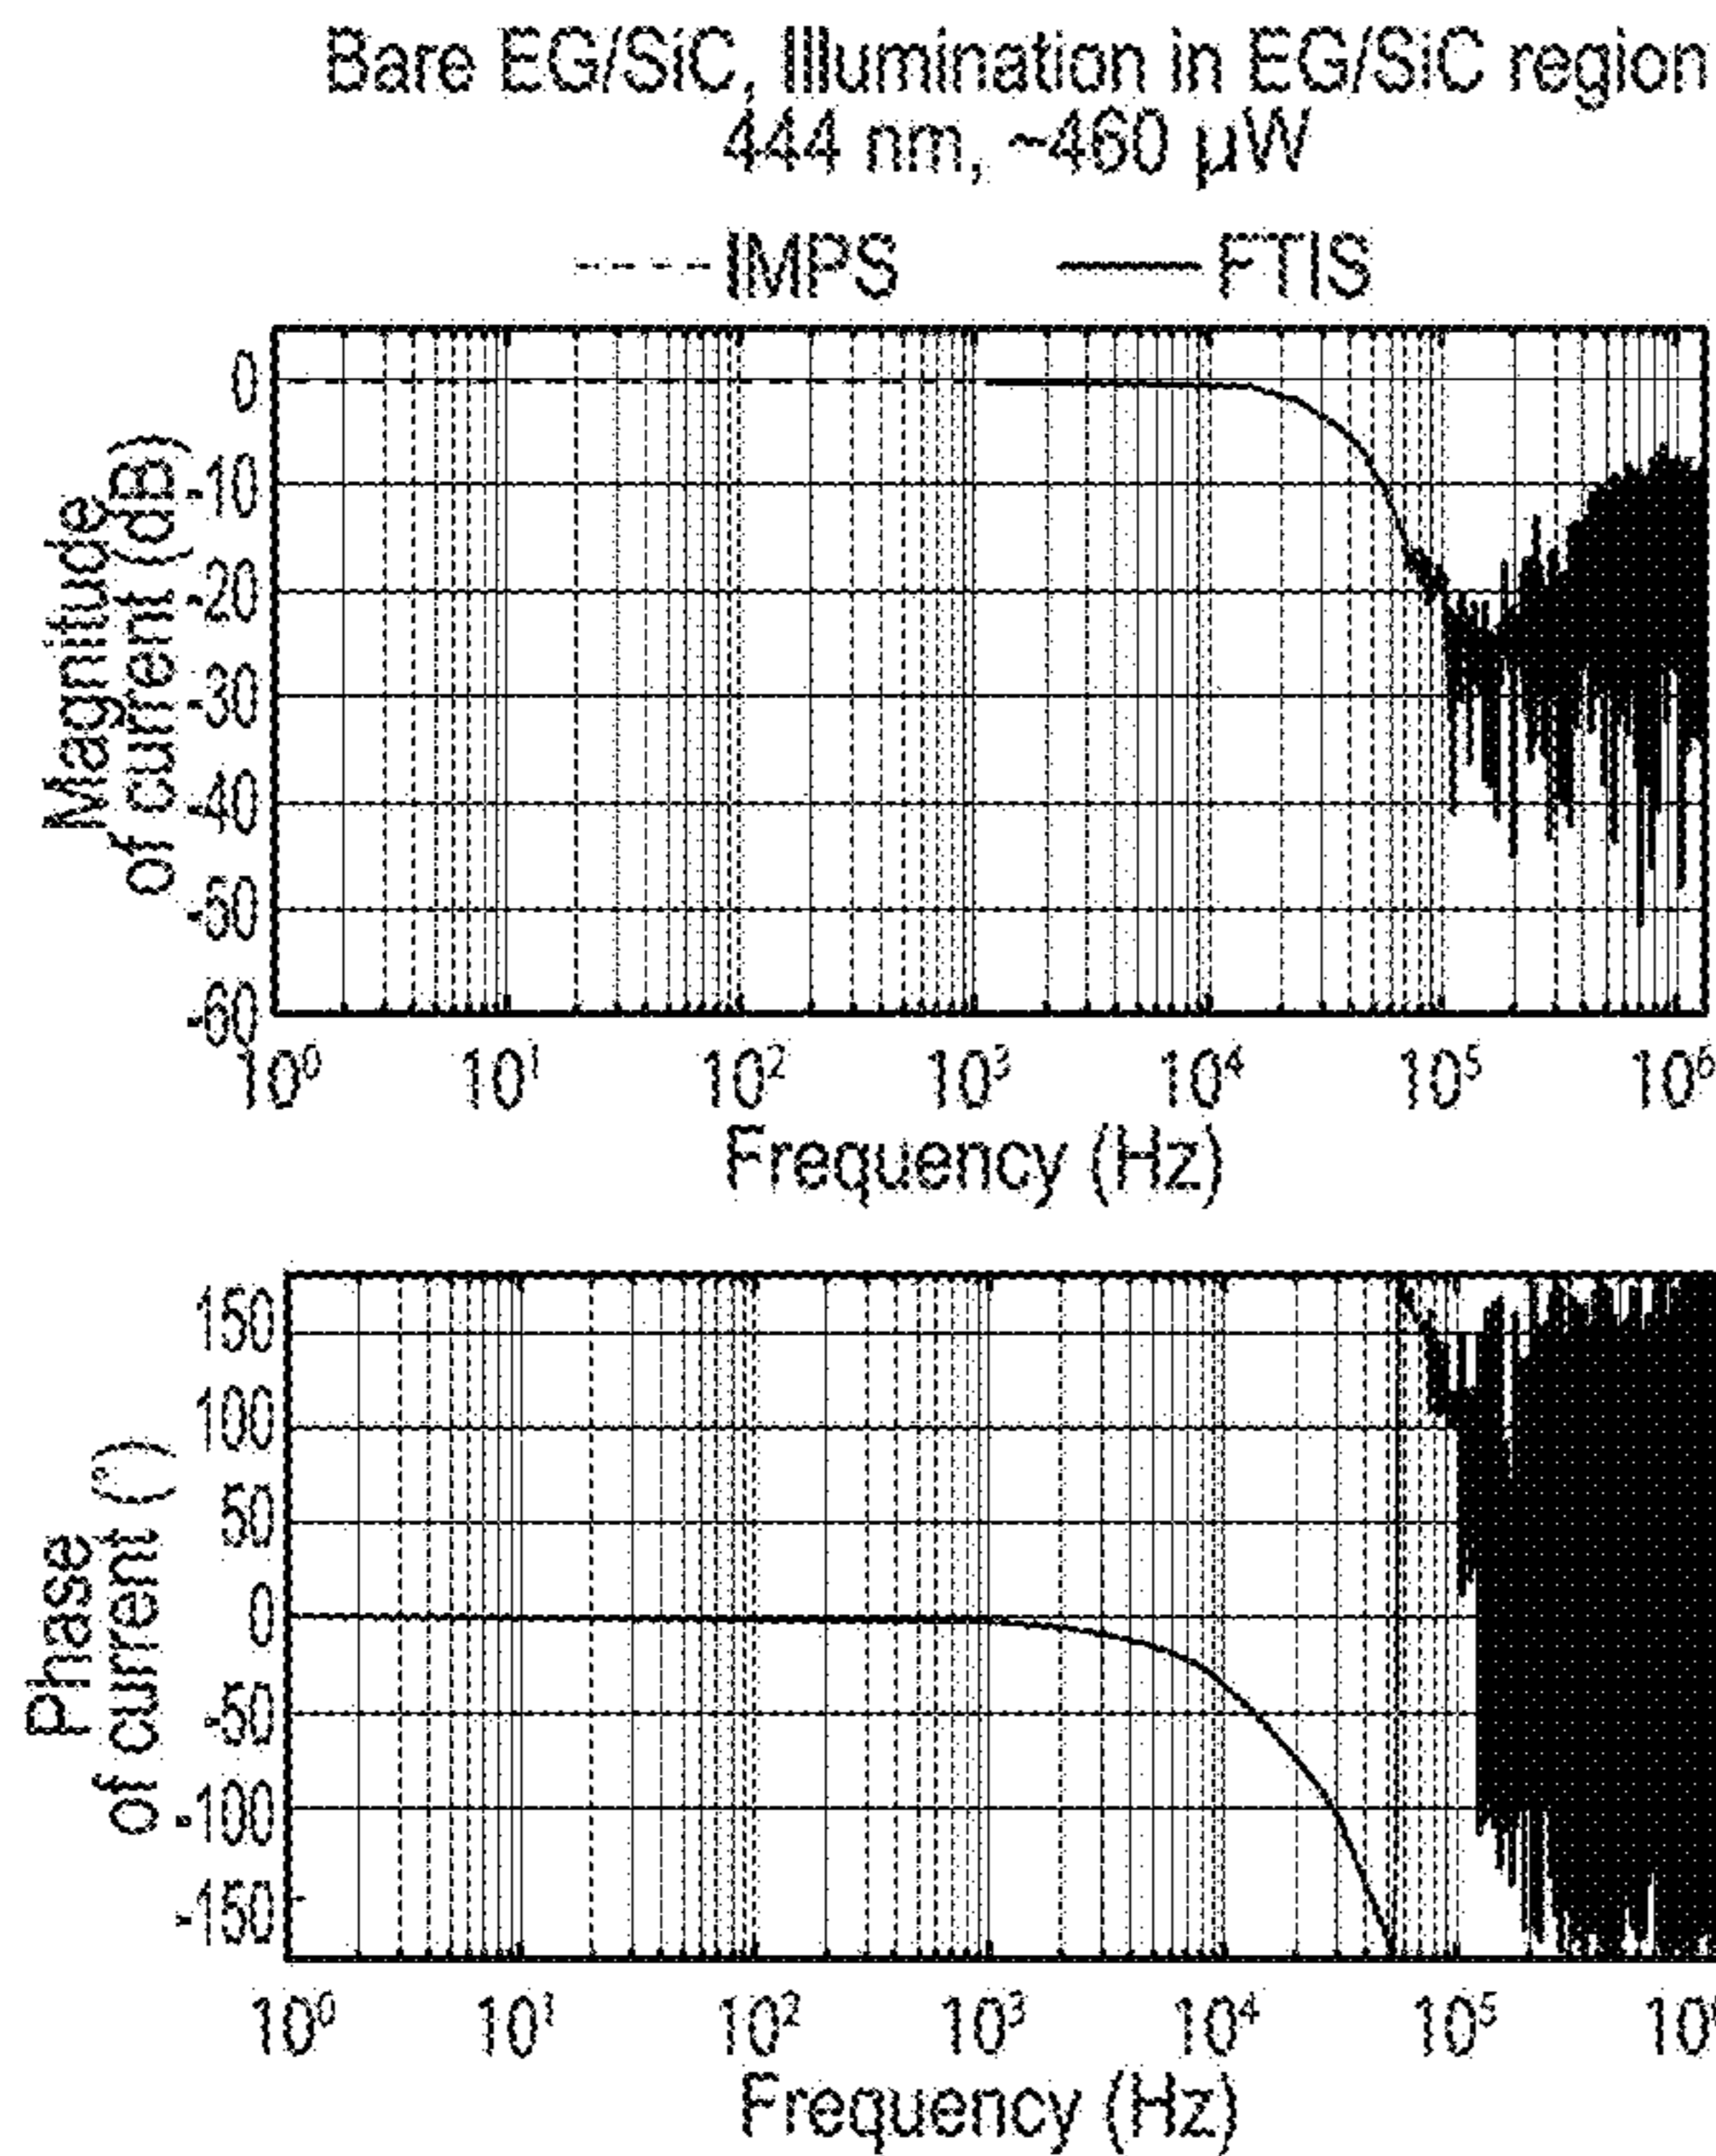 Bare EG/SiC, Illumination in EG/SiC region
444 nm, ~460 µW
IMPS FTIS
Magnitude
of current (dB)
0
-10
-20
-30
-40
-50
-60
10⁰ 10¹ 10² 10³ 10⁴ 10⁵ 10⁶
Frequency (Hz)
Phase
of current (°)
150
100
50
0
-50
-100
-150
10⁰ 10¹ 10² 10³ 10⁴ 10⁵ 10⁶
Frequency (Hz)